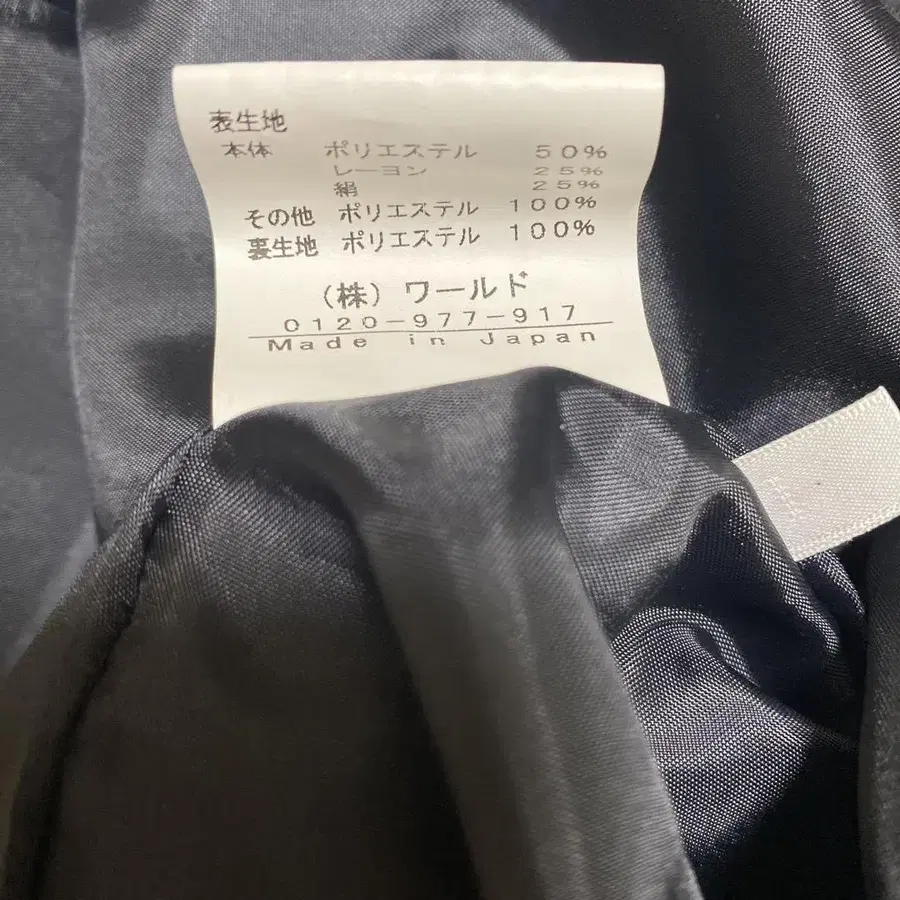 表生地
本体 ポリエステル 50%
レーヨン 25%
絹 25%
その他 ポリエステル 100%
裏生地 ポリエステル 100%
(株)ワールド
0120-977-917
Made in Japan